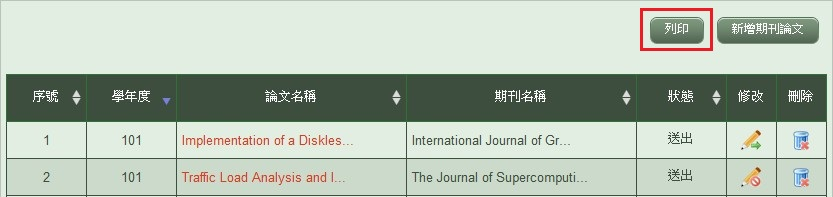 列印 新增期刊論文
序號 學年度 論文名稱 期刊名稱 狀態 修改 刪除
1 101 Implementation of a Diskles... International Journal of Gr... 送出
2 101 Traffic Load Analysis and I... The Journal of Supercomputi... 送出